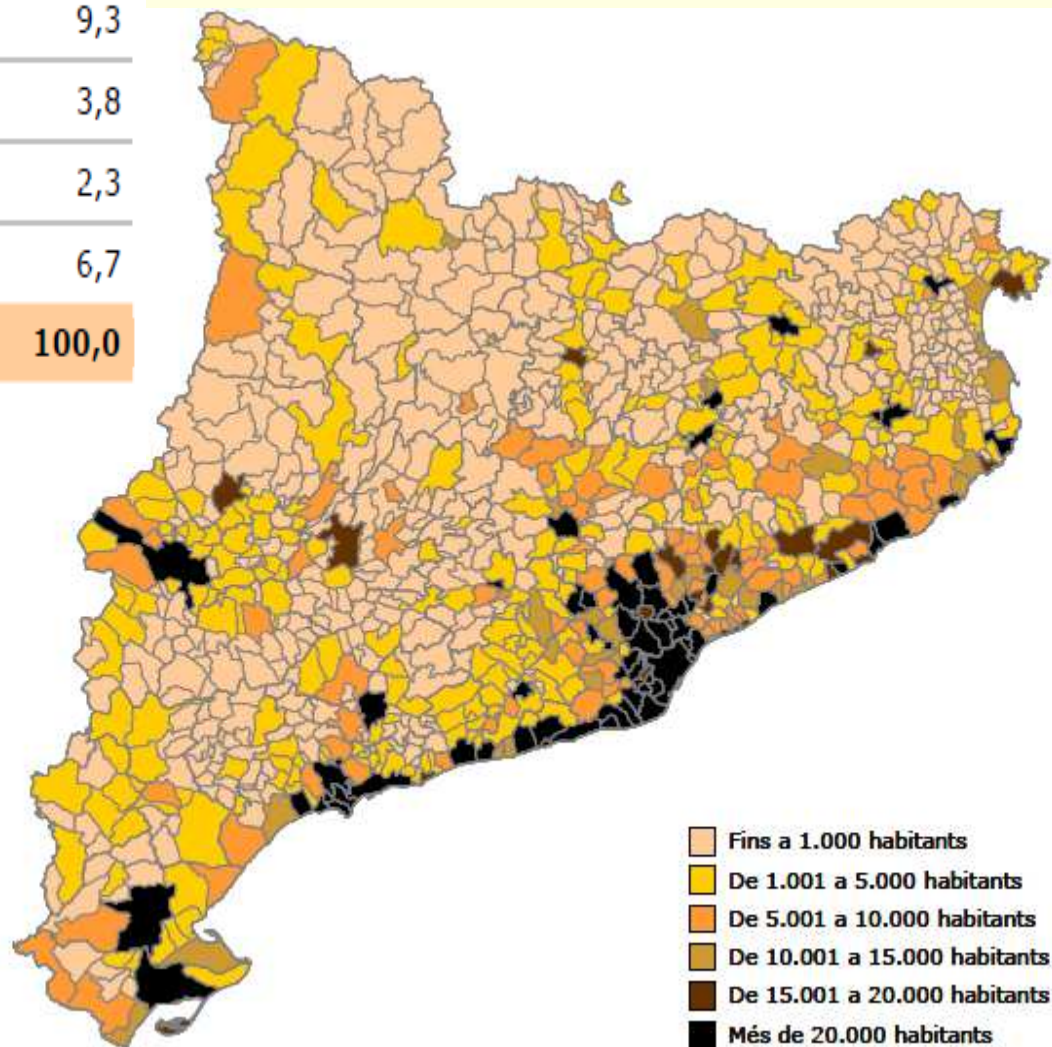 9,3
3,8
2,3
6,7
100,0
Fins a 1.000 habitants
De 1.001 a 5.000 habitants
De 5.001 a 10.000 habitants
De 10.001 a 15.000 habitants
De 15.001 a 20.000 habitants
Més de 20.000 habitants